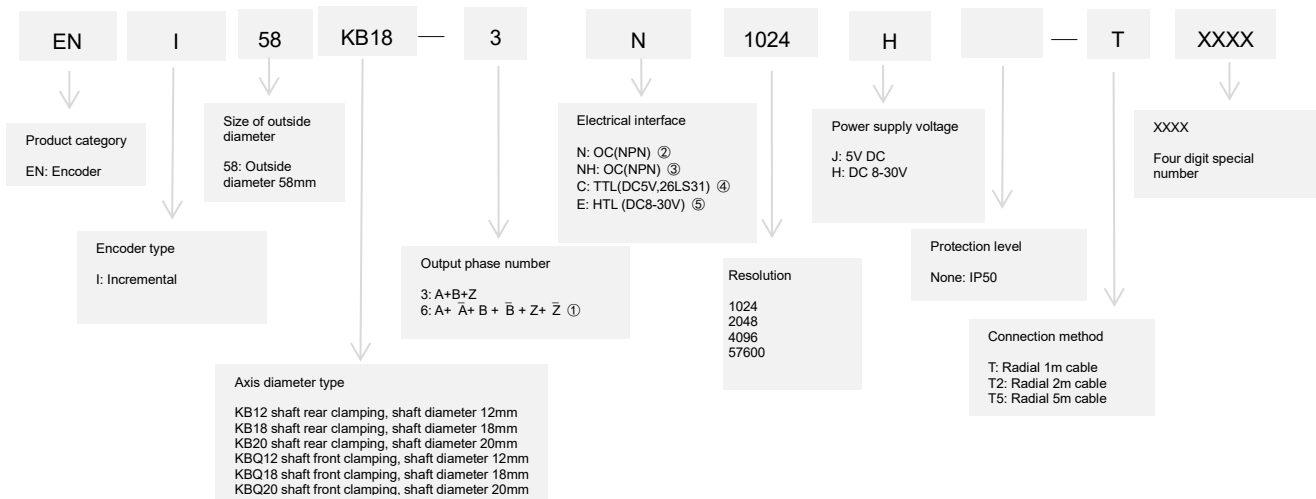 EN I 58 KB18 — 3 N 1024 H — T XXXX
Product category
EN: Encoder
Size of outside
diameter
58: Outside
diameter 58mm
Electrical interface
N: OC(NPN) ②
NH: OC(NPN) ③
C: TTL(DC5V,26LS31) ④
E: HTL (DC8-30V) ⑤
Power supply voltage
J: 5V DC
H: DC 8-30V
XXXX
Four digit special
number
Encoder type
I: Incremental
Output phase number
3: A+B+Z
6: A+ A̅+ B + B̅ + Z+ Z̅ ①
Resolution
1024
2048
4096
57600
Protection level
None: IP50
Connection method
T: Radial 1m cable
T2: Radial 2m cable
T5: Radial 5m cable
Axis diameter type
KB12 shaft rear clamping, shaft diameter 12mm
KB18 shaft rear clamping, shaft diameter 18mm
KB20 shaft rear clamping, shaft diameter 20mm
KBQ12 shaft front clamping, shaft diameter 12mm
KBQ18 shaft front clamping, shaft diameter 18mm
KBQ20 shaft front clamping, shaft diameter 20mm